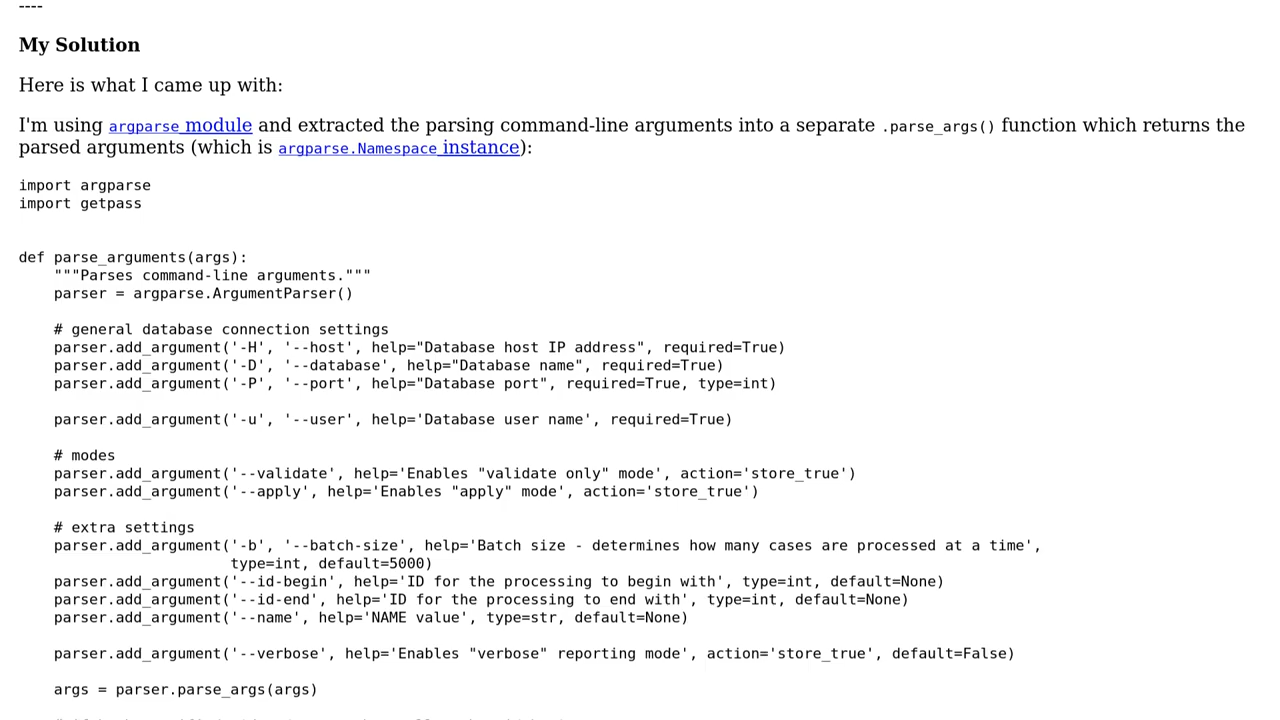 ----
My Solution
Here is what I came up with:
I'm using argparse module and extracted the parsing command-line arguments into a separate .parse_args() function which returns the
parsed arguments (which is argparse.Namespace instance):
import argparse
import getpass
def parse_arguments(args):
    """Parses command-line arguments."""
    parser = argparse.ArgumentParser()
    # general database connection settings
    parser.add_argument('-H', '--host', help="Database host IP address", required=True)
    parser.add_argument('-D', '--database', help="Database name", required=True)
    parser.add_argument('-P', '--port', help="Database port", required=True, type=int)
    parser.add_argument('-u', '--user', help='Database user name', required=True)
    # modes
    parser.add_argument('--validate', help='Enables "validate only" mode', action='store_true')
    parser.add_argument('--apply', help='Enables "apply" mode', action='store_true')
    # extra settings
    parser.add_argument('-b', '--batch-size', help='Batch size - determines how many cases are processed at a time',
                        type=int, default=5000)
    parser.add_argument('--id-begin', help='ID for the processing to begin with', type=int, default=None)
    parser.add_argument('--id-end', help='ID for the processing to end with', type=int, default=None)
    parser.add_argument('--name', help='NAME value', type=str, default=None)
    parser.add_argument('--verbose', help='Enables "verbose" reporting mode', action='store_true', default=False)
    args = parser.parse_args(args)